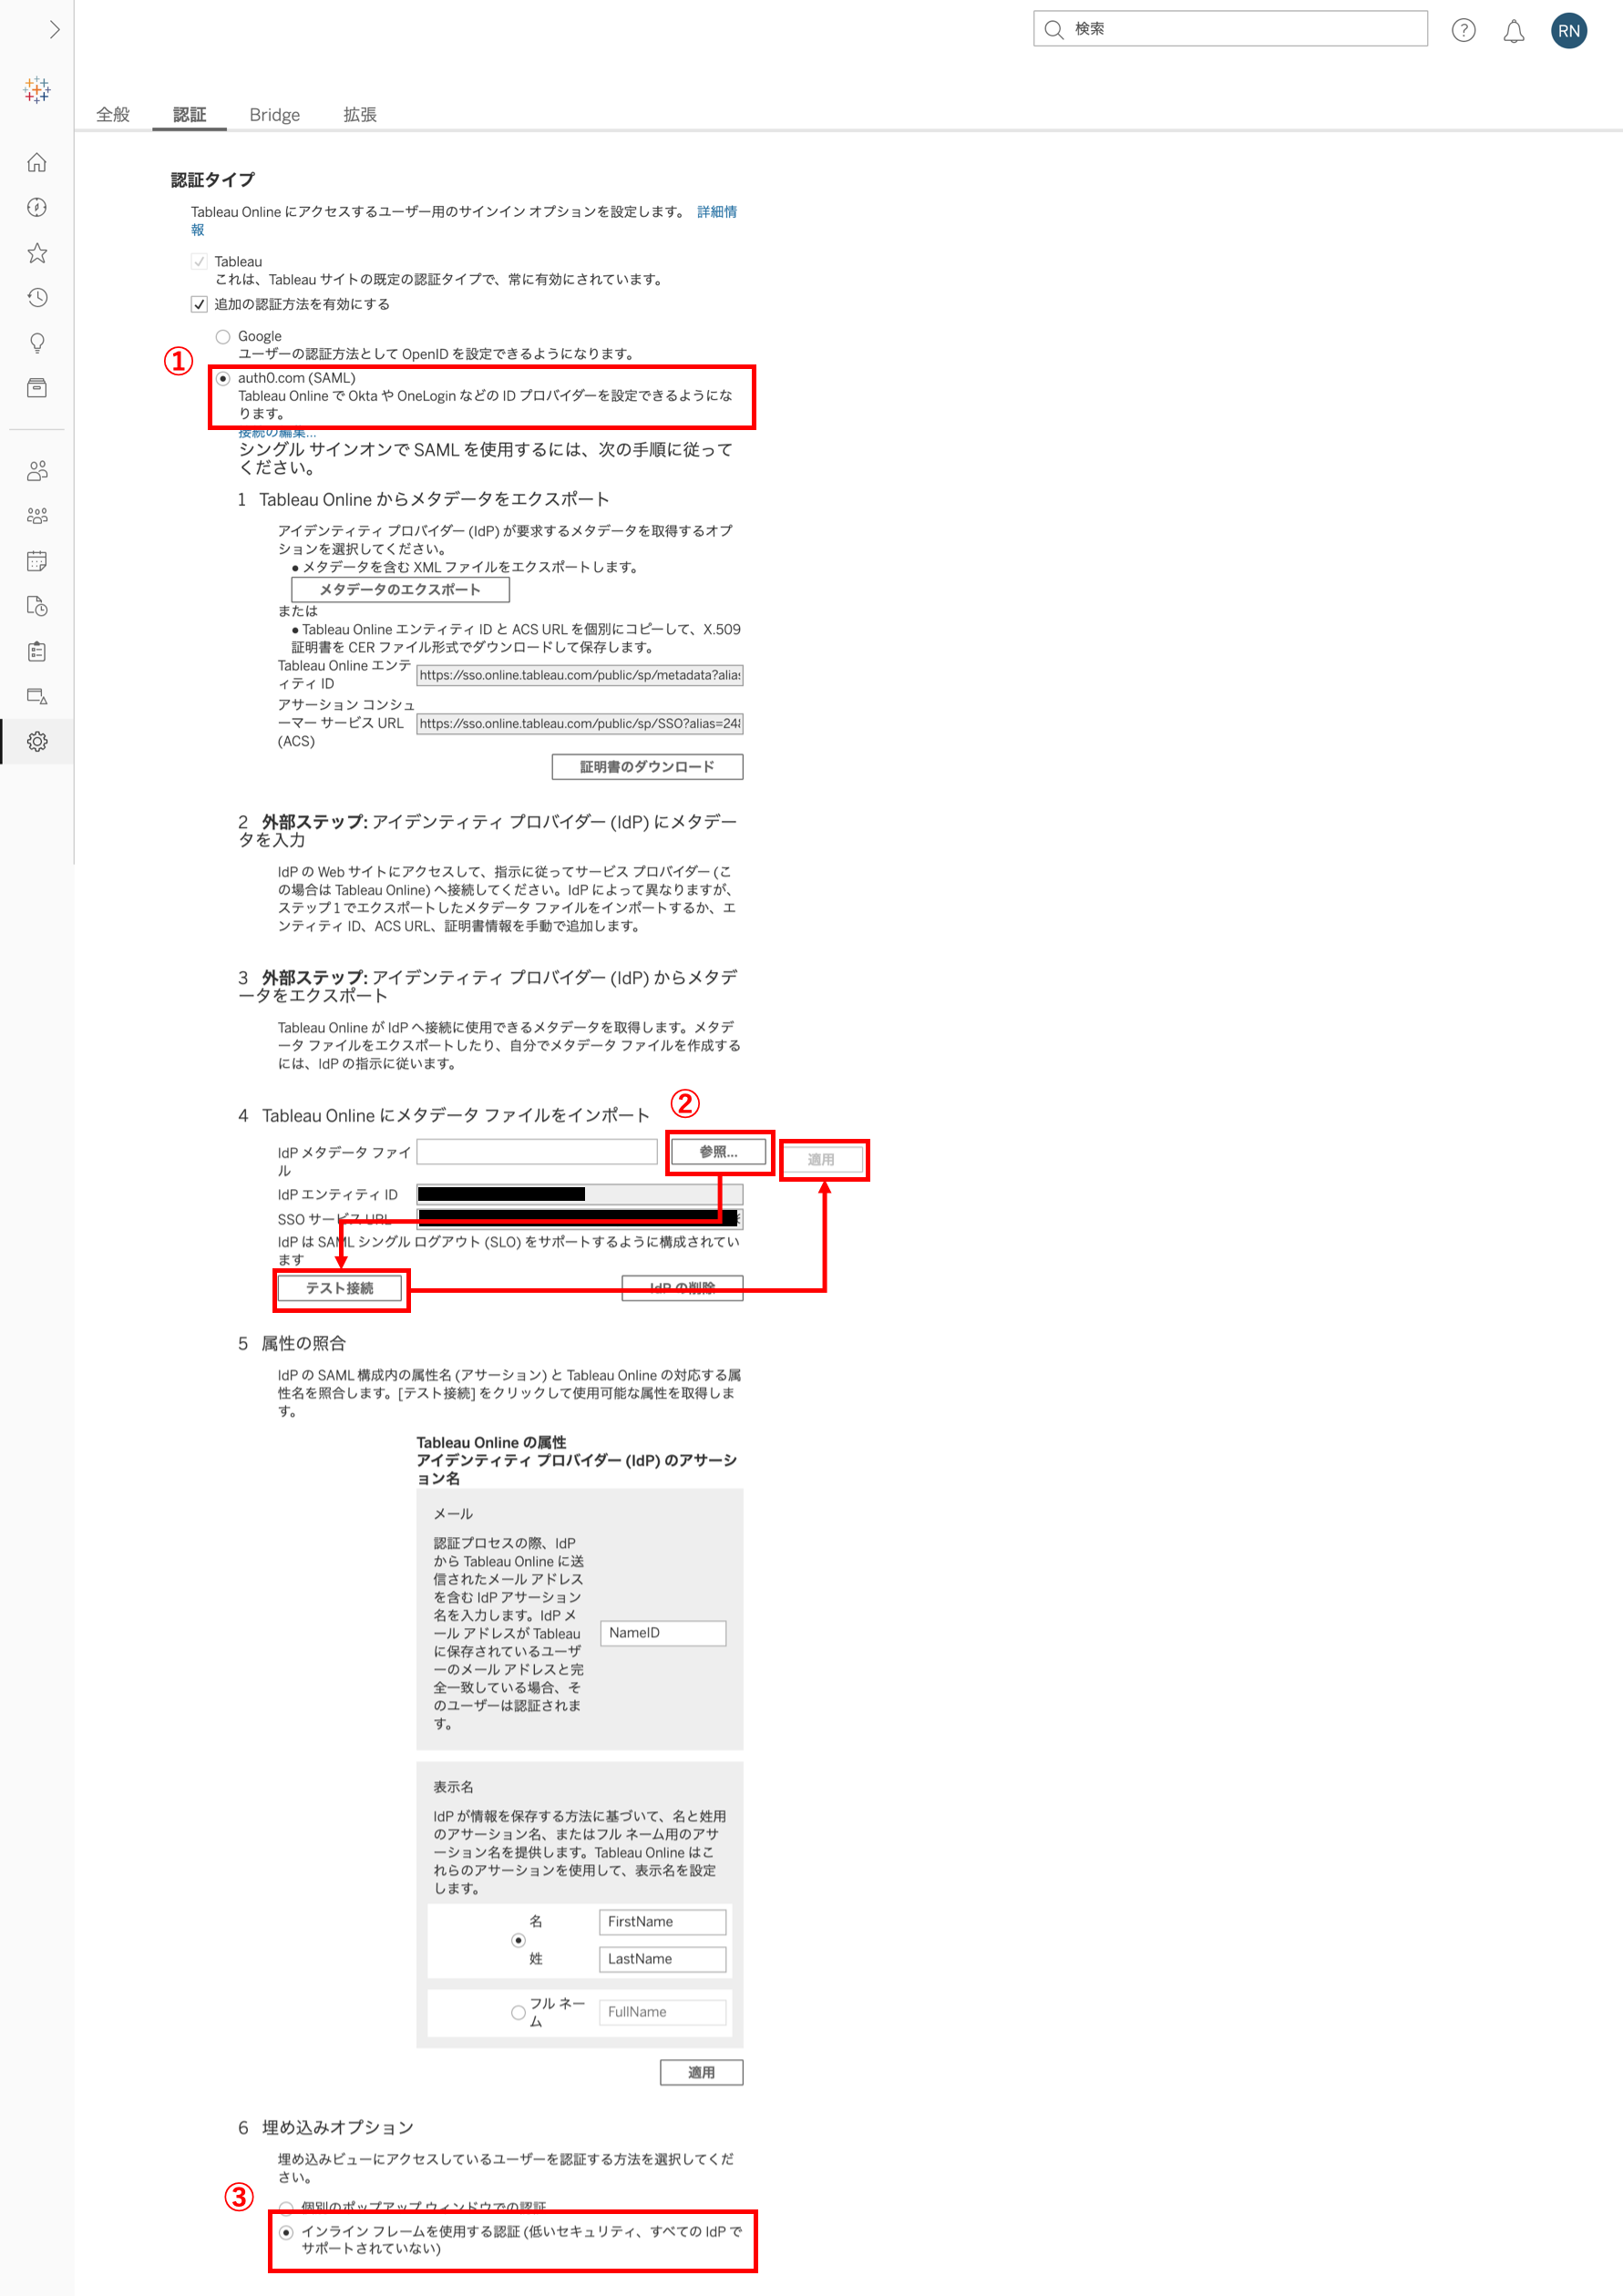 検索
?
RN
全般 認証 Bridge 拡張
認証タイプ
Tableau Online にアクセスするユーザー用のサインイン オプションを設定します。 詳細情
報
Tableau
これは、Tableau サイトの既定の認証タイプで、常に有効にされています。
追加の認証方法を有効にする
Google
ユーザーの認証方法として OpenID を設定できるようになります。
①
auth0.com (SAML)
Tableau Online で Okta や OneLogin などの ID プロバイダーを設定できるようにな
ります。
接続の編集...
シングル サインオンで SAML を使用するには、次の手順に従って
ください。
1 Tableau Online からメタデータをエクスポート
アイデンティティ プロバイダー (IdP) が要求するメタデータを取得するオプ
ションを選択してください。
● メタデータを含む XML ファイルをエクスポートします。
メタデータのエクスポート
または
● Tableau Online エンティティ ID と ACS URL を個別にコピーして、X.509
証明書を CER ファイル形式でダウンロードして保存します。
Tableau Online エンテ
ィティ ID
https://sso.online.tableau.com/public/sp/metadata?alia
アサーション コンシュ
ーマー サービス URL
(ACS)
https://sso.online.tableau.com/public/sp/SSO?alias=24
証明書のダウンロード
2 外部ステップ: アイデンティティ プロバイダー (IdP) にメタデー
タを入力
IdP の Web サイトにアクセスして、指示に従ってサービス プロバイダー (こ
の場合は Tableau Online) へ接続してください。IdP によって異なりますが、
ステップ 1 でエクスポートしたメタデータ ファイルをインポートするか、エ
ンティティ ID、ACS URL、証明書情報を手動で追加します。
3 外部ステップ: アイデンティティ プロバイダー (IdP) からメタデ
ータをエクスポート
Tableau Online が IdP へ接続に使用できるメタデータを取得します。メタデ
ータ ファイルをエクスポートしたり、自分でメタデータ ファイルを作成する
には、IdP の指示に従います。
②
4 Tableau Online にメタデータ ファイルをインポート
IdP メタデータ ファイ
ル
参照...
適用
IdP エンティティ ID
SSO サービス URL
IdP は SAML シングル ログアウト (SLO) をサポートするように構成されてい
ます
テスト接続
IdP の削除
5 属性の照合
IdP の SAML 構成内の属性名 (アサーション) と Tableau Online の対応する属
性名を照合します。[テスト接続] をクリックして使用可能な属性を取得しま
す。
Tableau Online の属性
アイデンティティ プロバイダー (IdP) のアサーシ
ョン名
メール
認証プロセスの際、IdP
から Tableau Online に送
信されたメール アドレス
を含む IdP アサーション
名を入力します。IdP メ
ール アドレスが Tableau
に保存されているユーザ
ーのメール アドレスと完
全一致している場合、そ
のユーザーは認証されま
す。
NameID
表示名
IdP が情報を保存する方法に基づいて、名と姓用
のアサーション名、またはフル ネーム用のアサ
ーション名を提供します。Tableau Online はこ
れらのアサーションを使用して、表示名を設定
します。
名 FirstName
姓 LastName
フル ネー
ム
FullName
適用
6 埋め込みオプション
埋め込みビューにアクセスしているユーザーを認証する方法を選択してくだ
さい。
③
個別のポップアップ ウィンドウでの認証
インライン フレームを使用する認証 (低いセキュリティ、すべての IdP で
サポートされていない)